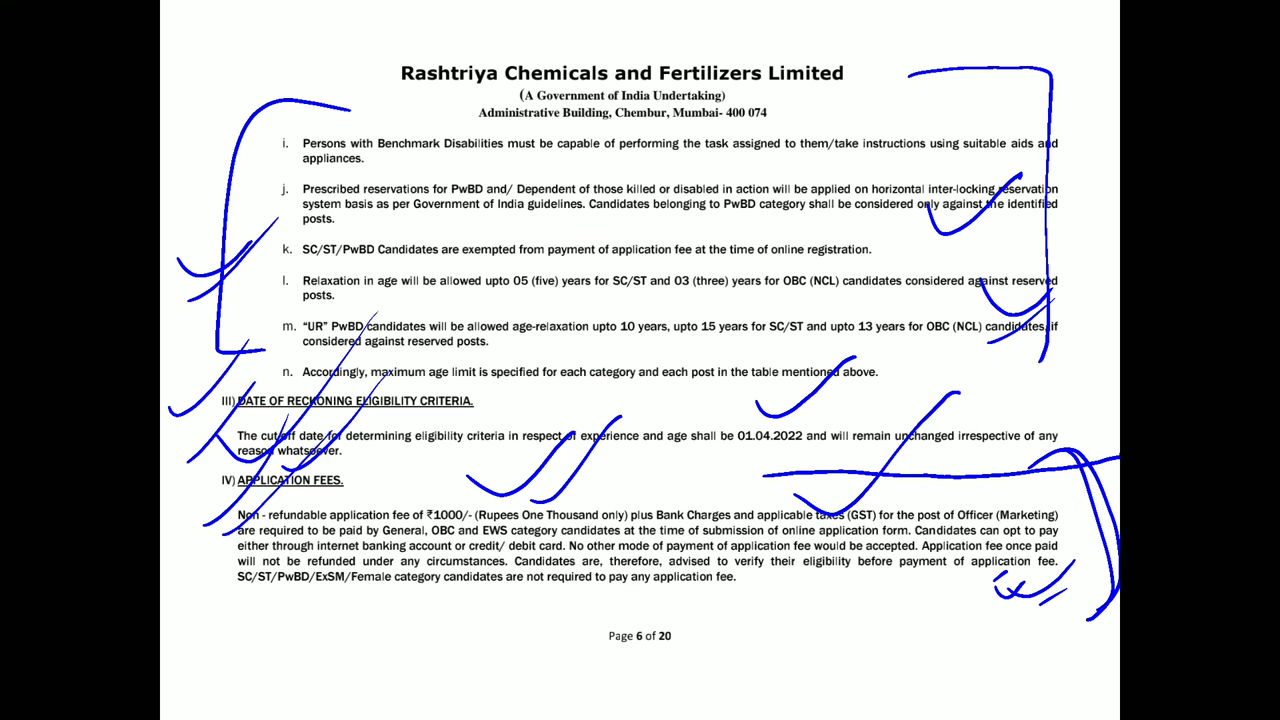 Rashtriya Chemicals and Fertilizers Limited
(A Government of India Undertaking)
Administrative Building, Chembur, Mumbai- 400 074
i. Persons with Benchmark Disabilities must be capable of performing the task assigned to them/take instructions using suitable aids and
appliances.
j. Prescribed reservations for PwBD and/ Dependent of those killed or disabled in action will be applied on horizontal inter-locking reservation
system basis as per Government of India guidelines. Candidates belonging to PwBD category shall be considered only against the identified
posts.
k. SC/ST/PwBD Candidates are exempted from payment of application fee at the time of online registration.
l. Relaxation in age will be allowed upto 05 (five) years for SC/ST and 03 (three) years for OBC (NCL) candidates considered against reserved
posts.
m. “UR” PwBD candidates will be allowed age-relaxation upto 10 years, upto 15 years for SC/ST and upto 13 years for OBC (NCL) candidates, if
considered against reserved posts.
n. Accordingly, maximum age limit is specified for each category and each post in the table mentioned above.
III) DATE OF RECKONING ELIGIBILITY CRITERIA.
The cut off date for determining eligibility criteria in respect of experience and age shall be 01.04.2022 and will remain unchanged irrespective of any
reason whatsoever.
IV) APPLICATION FEES.
Non - refundable application fee of ₹1000/- (Rupees One Thousand only) plus Bank Charges and applicable taxes (GST) for the post of Officer (Marketing)
are required to be paid by General, OBC and EWS category candidates at the time of submission of online application form. Candidates can opt to pay
either through internet banking account or credit/ debit card. No other mode of payment of application fee would be accepted. Application fee once paid
will not be refunded under any circumstances. Candidates are, therefore, advised to verify their eligibility before payment of application fee.
SC/ST/PwBD/ExSM/Female category candidates are not required to pay any application fee.
Page 6 of 20